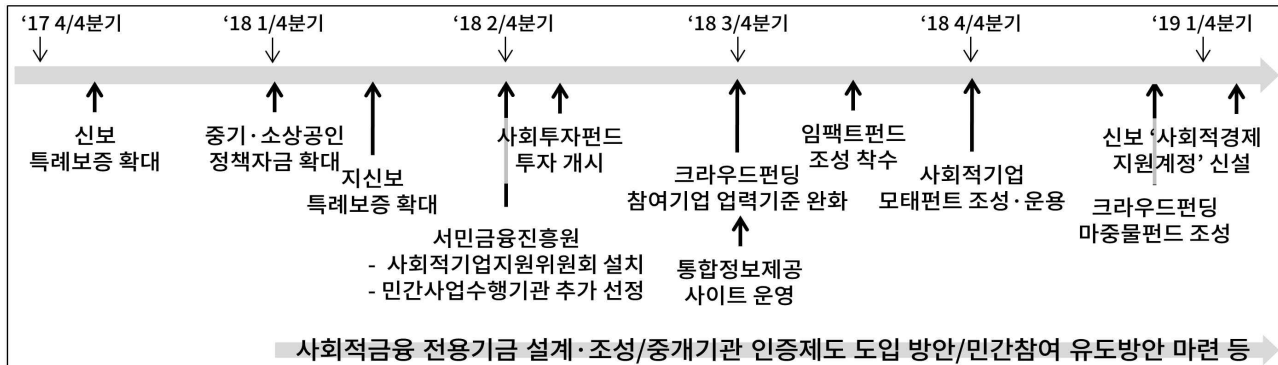 ‘17 4/4분기
‘18 1/4분기
‘18 2/4분기
‘18 3/4분기
‘18 4/4분기
‘19 1/4분기
신보
특례보증 확대
중기·소상공인
정책자금 확대
지신보
특례보증 확대
서민금융진흥원
- 사회적기업지원위원회 설치
- 민간사업수행기관 추가 선정
사회투자펀드
투자 개시
크라우드펀딩
참여기업 업력기준 완화
통합정보제공
사이트 운영
임팩트펀드
조성 착수
사회적기업
모태펀트 조성·운용
크라우드펀딩
마중물펀드 조성
신보 ‘사회적경제
지원계정’ 신설
사회적금융 전용기금 설계·조성/중개기관 인증제도 도입 방안/민간참여 유도방안 마련 등